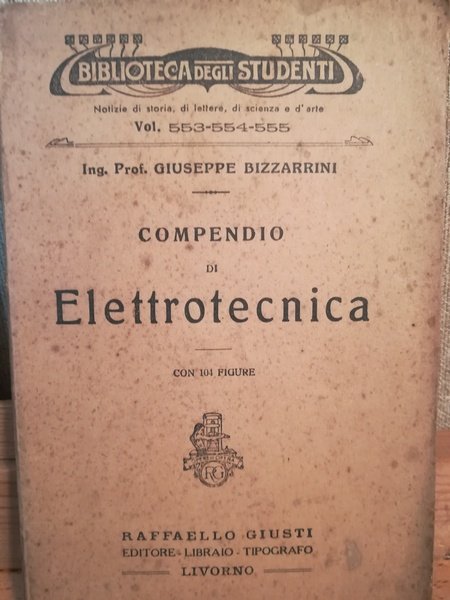 BIBLIOTECA DEGLI STUDENTI
Notizie di storia, di lettere, di scienza e d'arte
Vol. 553-554-555
Ing. Prof. GIUSEPPE BIZZARRINI
COMPENDIO
DI
Elettrotecnica
CON 104 FIGURE
RG
RAFFAELLO GIUSTI
EDITORE - LIBRAIO - TIPOGRAFO
LIVORNO